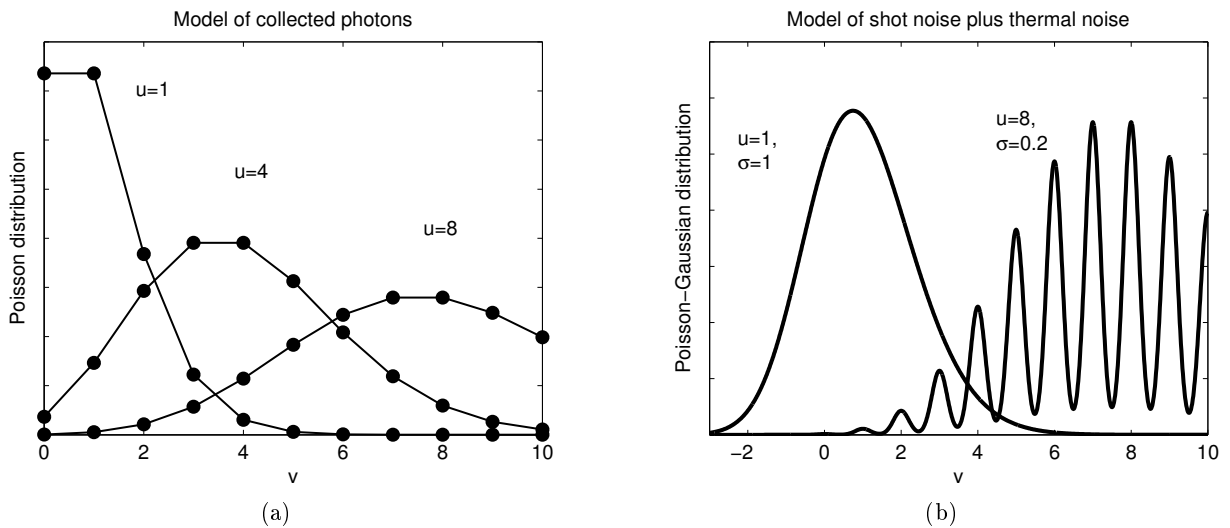 Model of collected photons
Poisson distribution
u=1
u=4
u=8
0
2
4
6
8
10
v
(a)
Model of shot noise plus thermal noise
Poisson−Gaussian distribution
u=1,
σ=1
u=8,
σ=0.2
−2
0
2
4
6
8
10
v
(b)